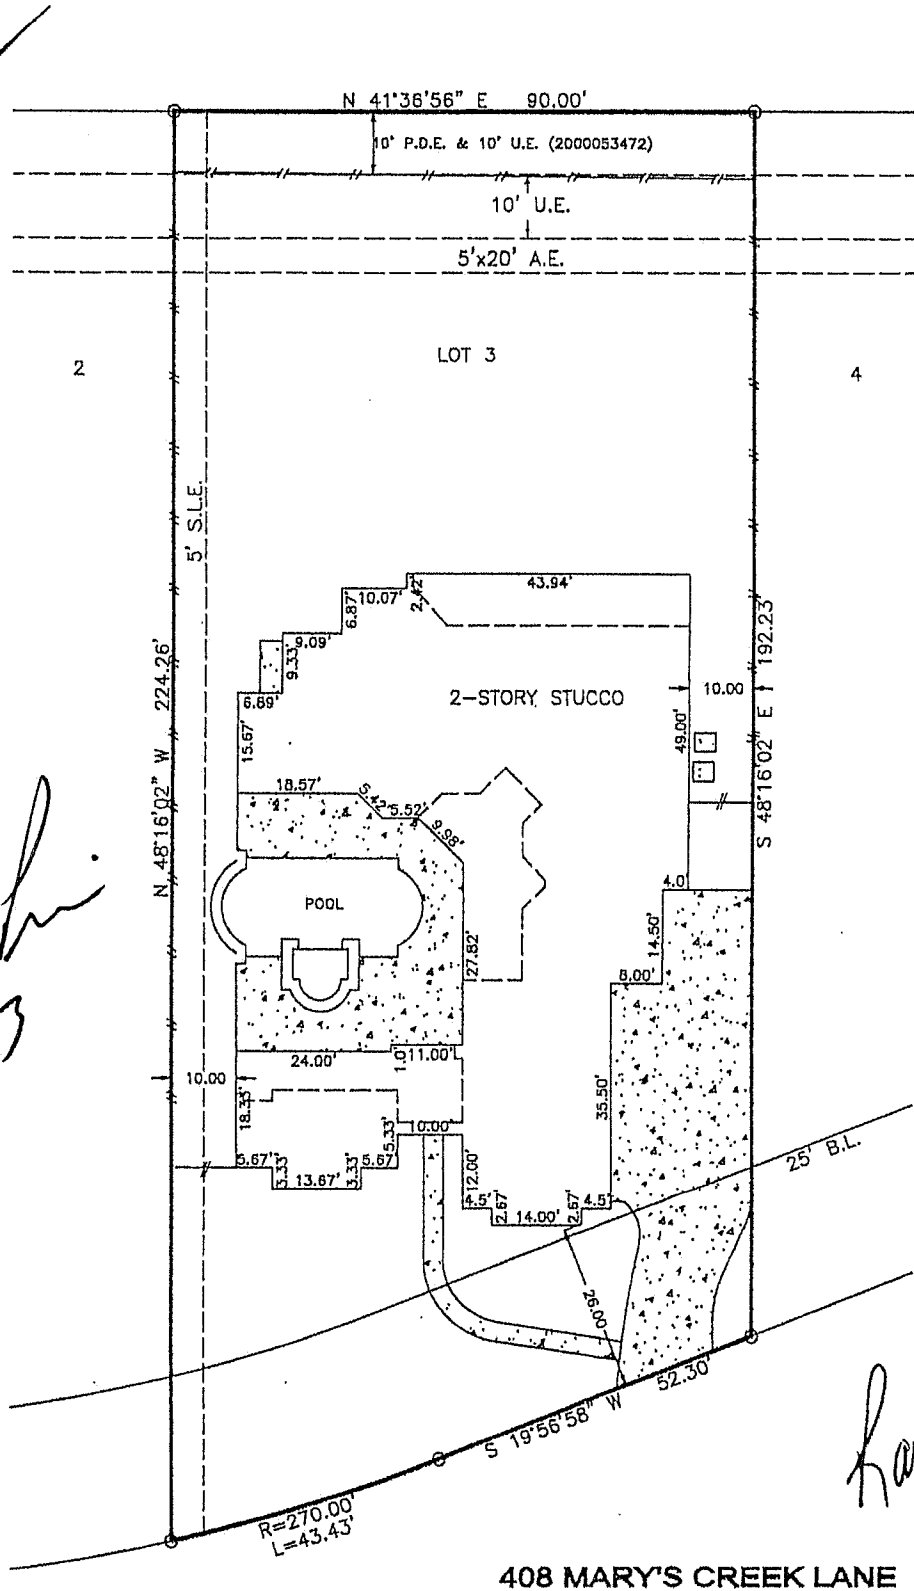 N 41°36'56" E 90.00'
10' P.D.E. & 10' U.E. (2000053472)
10' U.E.
5'x20' A.E.
LOT 3
2
4
5' S.L.E.
43.94'
10.07'
2.42'
6.87'
9.09'
9.33'
6.89'
15.67'
2-STORY STUCCO
10.00
49.00'
S 48°16'02" E 192.23'
N 48°16'02" W 224.26'
18.57'
5.42'
5.52'
9.98'
POOL
4.0
14.50'
27.82'
8.00'
24.00'
1.0'
11.00'
10.00
18.33'
35.50'
5.33'
10.00'
5.67'
3.33'
13.67'
3.33'
5.67'
12.00'
4.5'
2.67'
14.00'
2.67'
4.5'
25' B.L.
26.00'
52.30'
S 19°56'58" W
R=270.00'
L=43.43'
408 MARY'S CREEK LANE